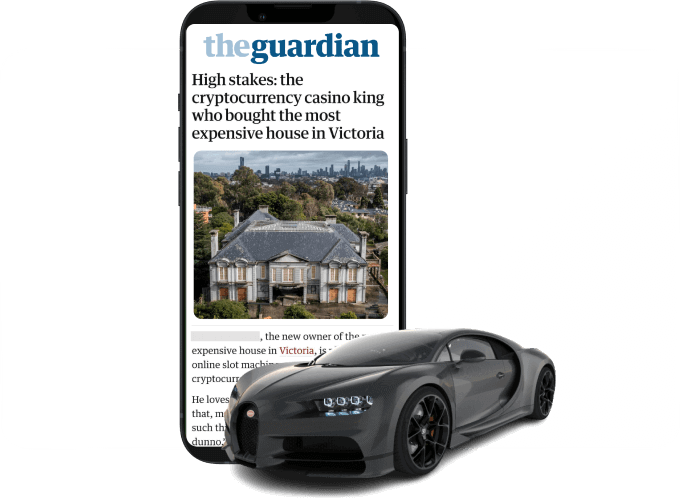 theguardian
High stakes: the
cryptocurrency casino king
who bought the most
expensive house in Victoria
, the new owner of the
expensive house in Victoria, is
online slot
He loves
that,
such
dunno,